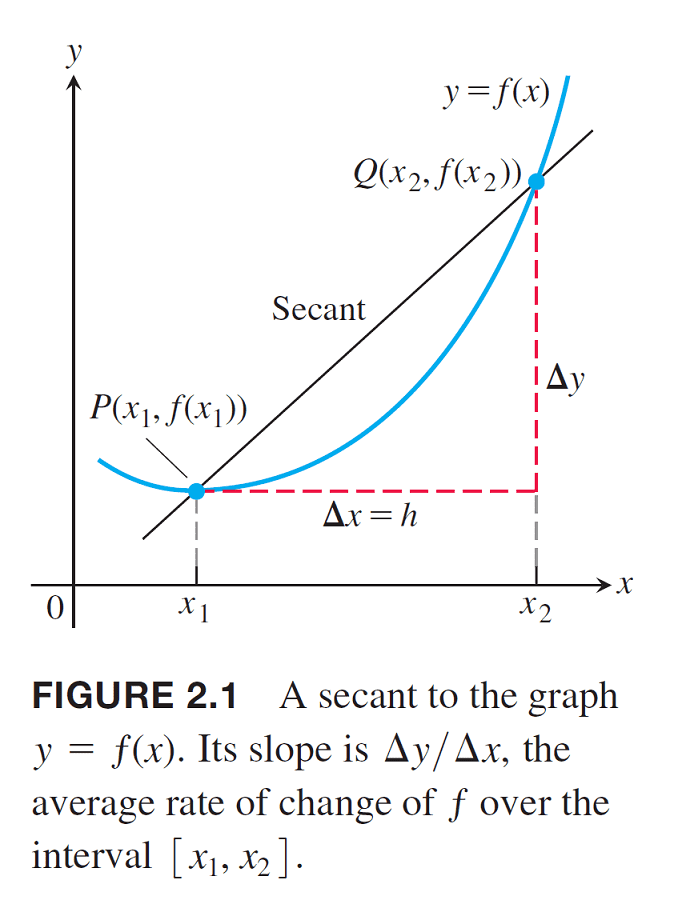 y
y = f(x)
Q(x₂, f(x₂))
Secant
Δy
P(x₁, f(x₁))
Δx = h
x
0
x₁
x₂
FIGURE 2.1 A secant to the graph
y = f(x). Its slope is Δy/Δx, the
average rate of change of f over the
interval [x₁, x₂].